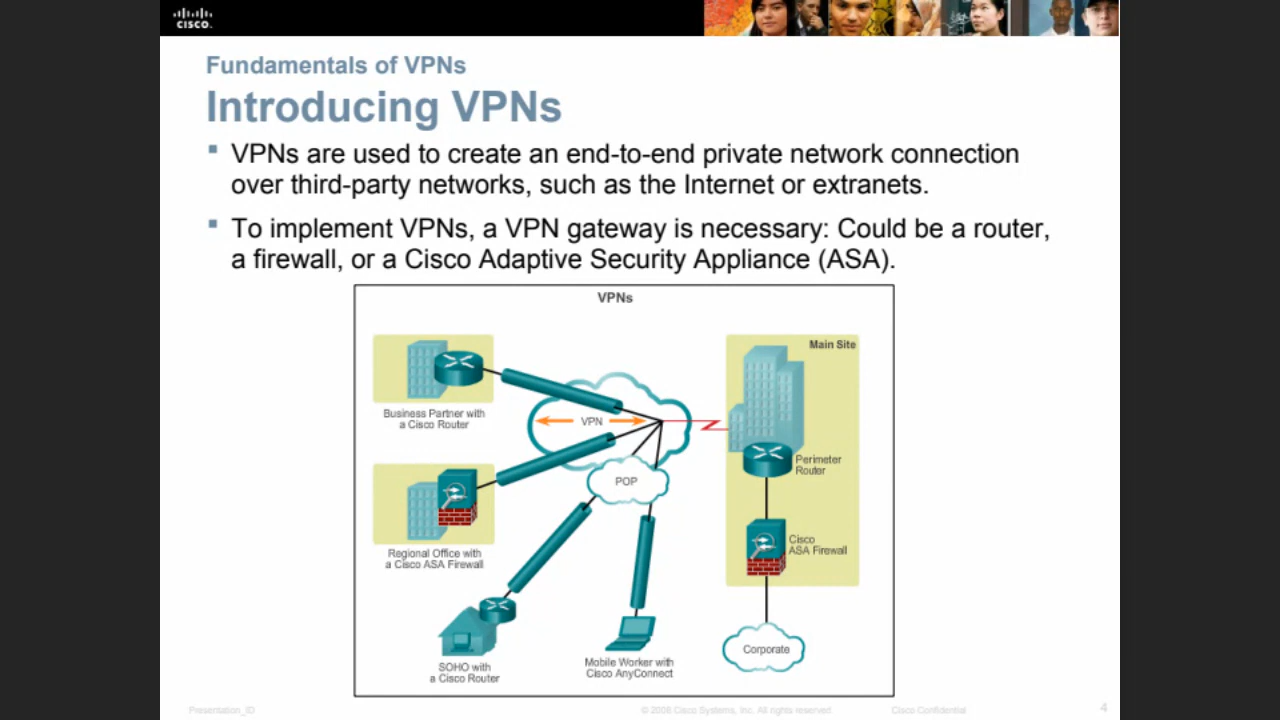 CISCO.
Fundamentals of VPNs
Introducing VPNs
VPNs are used to create an end-to-end private network connection
over third-party networks, such as the Internet or extranets.
To implement VPNs, a VPN gateway is necessary: Could be a router,
a firewall, or a Cisco Adaptive Security Appliance (ASA).
VPNs
Main Site
Business Partner with
a Cisco Router
VPN
Perimeter
Router
POP
Regional Office with
a Cisco ASA Firewall
Cisco
ASA Firewall
SOHO with
a Cisco Router
Mobile Worker with
Cisco AnyConnect
Corporate
Presentation_ID
© 2008 Cisco Systems, Inc. All rights reserved
Cisco Confidential
4